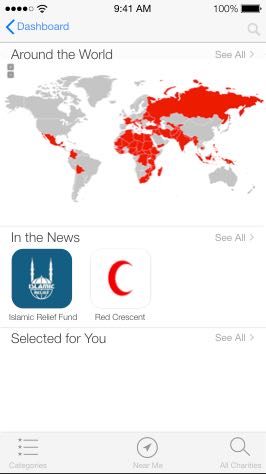 9:41 AM
100%
Dashboard
Around the World
See All
In the News
See All
ISLAMIC
RELIEF
Islamic Relief Fund
Red Crescent
Selected for You
See All
Categories
Near Me
All Charities